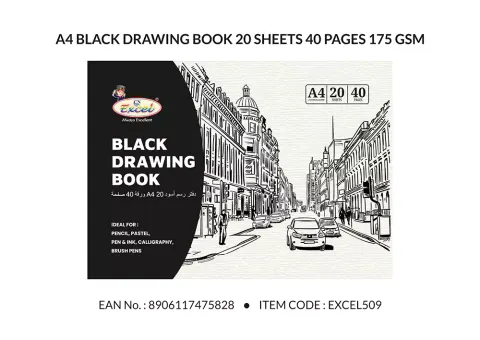 A4 BLACK DRAWING BOOK 20 SHEETS 40 PAGES 175 GSM
Excel
Always Excellent
A4 20 40
BLACK
DRAWING
BOOK
دفتر رسم أسود A4 20 ورقة 40 صفحة
IDEAL FOR :
PENCIL, PASTEL,
PEN & INK, CALLIGRAPHY,
BRUSH PENS
EAN No. : 8906117475828 ● ITEM CODE : EXCEL509